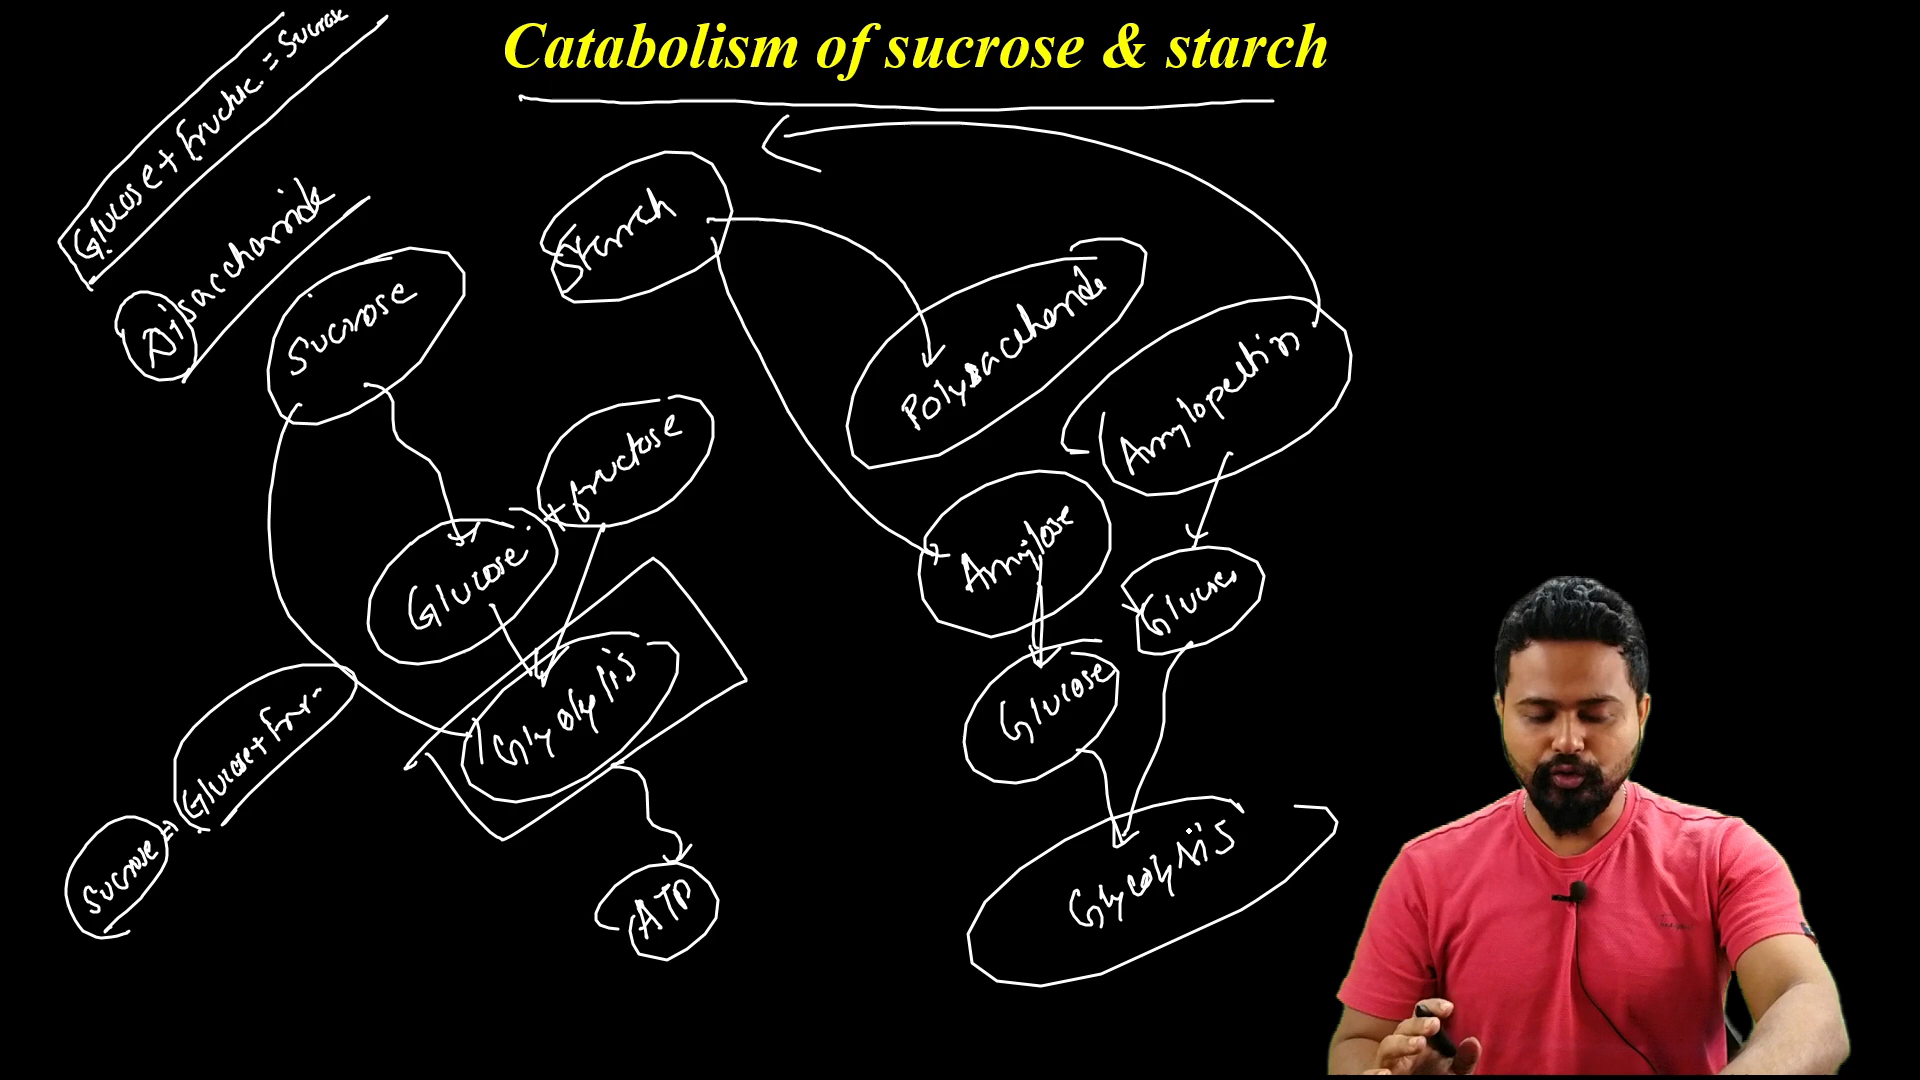 Catabolism of sucrose & starch
Glucose + Fructose = Sucrose
Disaccharide
Sucrose
Starch
Polysaccharide
Amylopectin
Glucose + fructose
Amylose
Glucose
Glucose
Glycolysis
Sucrose = Glucose + Fru-
ATP
Glycolysis